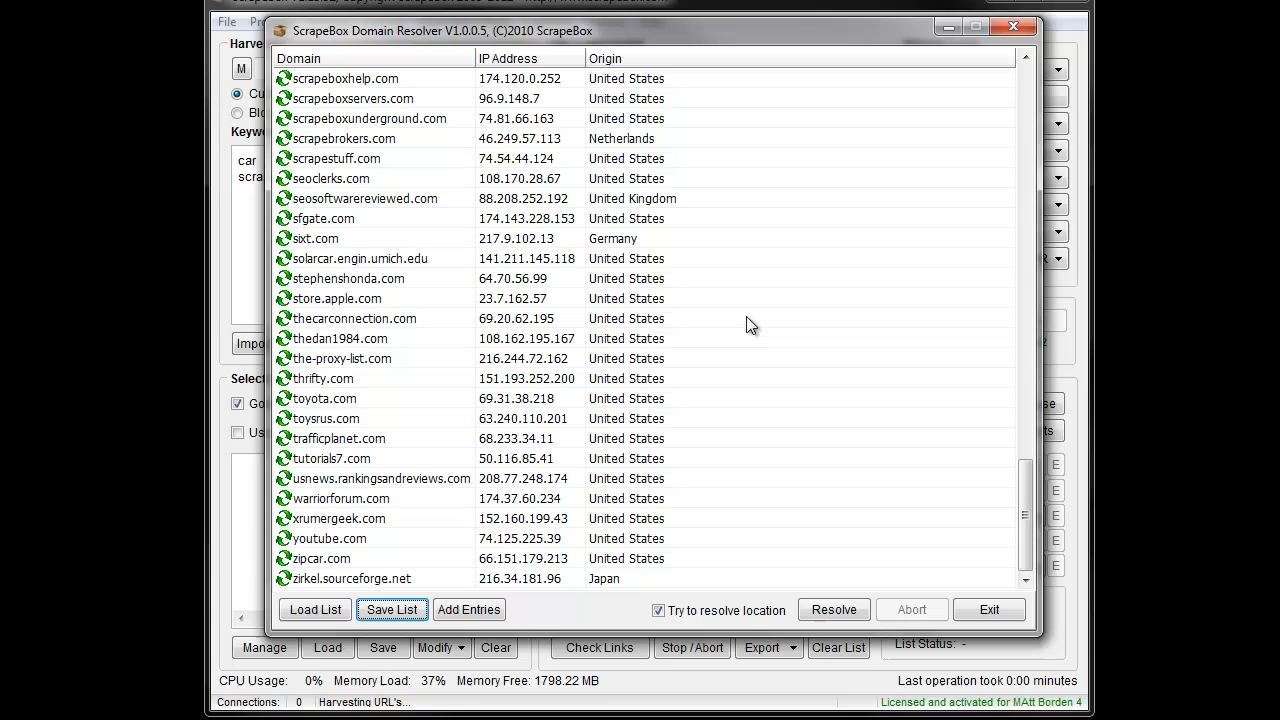 ScrapeBox Domain Resolver V1.0.0.5, (C)2010 ScrapeBox
File
Harve
Domain IP Address Origin
M
scrapeboxhelp.com 174.120.0.252 United States
Cu
scrapeboxservers.com 96.9.148.7 United States
Blo
scrapeboxunderground.com 74.81.66.163 United States
Keywo
scrapebrokers.com 46.249.57.113 Netherlands
car
scrapestuff.com 74.54.44.124 United States
scra
seoclerks.com 108.170.28.67 United States
seosoftwarereviewed.com 88.208.252.192 United Kingdom
sfgate.com 174.143.228.153 United States
sixt.com 217.9.102.13 Germany
solarcar.engin.umich.edu 141.211.145.118 United States
R
stephenshonda.com 64.70.56.99 United States
store.apple.com 23.7.162.57 United States
thecarconnection.com 69.20.62.195 United States
thedan1984.com 108.162.195.167 United States
Impo
2
the-proxy-list.com 216.244.72.162 United States
Select
thrifty.com 151.193.252.200 United States
Go
toyota.com 69.31.38.218 United States
se
toysrus.com 63.240.110.201 United States
Us
trafficplanet.com 68.233.34.11 United States
ts
tutorials7.com 50.116.85.41 United States
E
usnews.rankingsandreviews.com 208.77.248.174 United States
E
warriorforum.com 174.37.60.234 United States
E
xrumergeek.com 152.160.199.43 United States
E
youtube.com 74.125.225.39 United States
E
zipcar.com 66.151.179.213 United States
zirkel.sourceforge.net 216.34.181.96 Japan
Load List Save List Add Entries Try to resolve location Resolve Abort Exit
Manage Load Save Modify Clear Check Links Stop / Abort Export Clear List List Status: -
CPU Usage: 0% Memory Load: 37% Memory Free: 1798.22 MB Last operation took 0:00 minutes
Connections: 0 Harvesting URL's... Licensed and activated for MAtt Borden 4